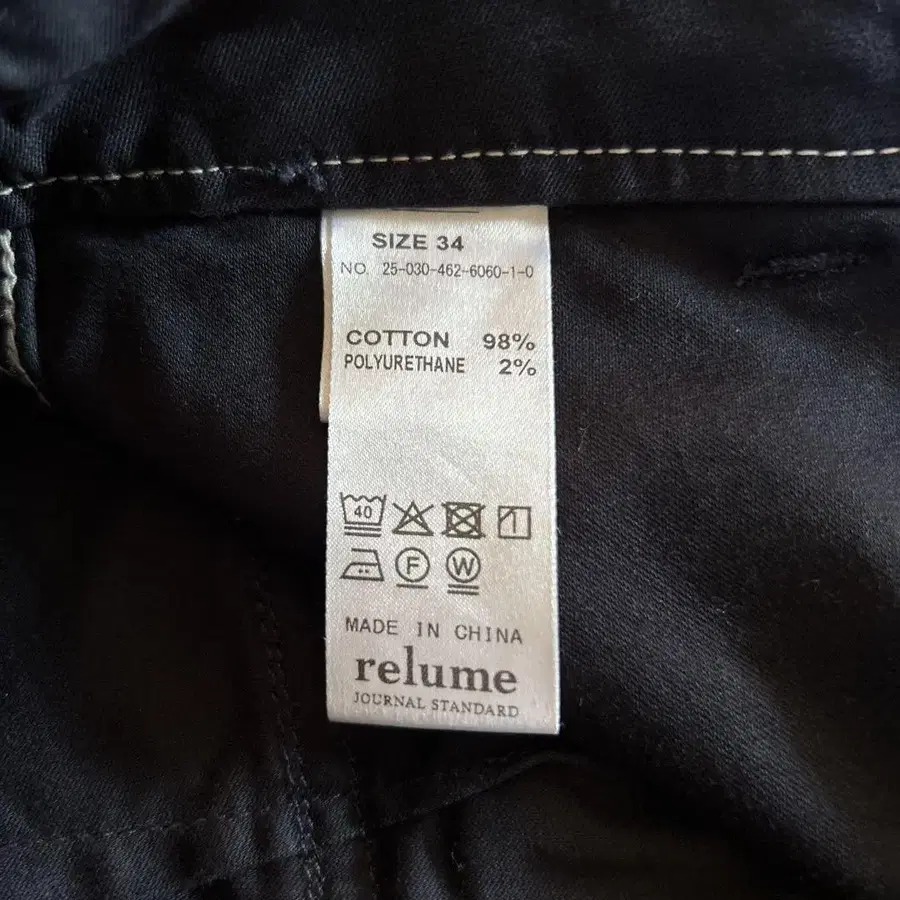 SIZE 34
NO. 25-030-462-6060-1-0
COTTON 98%
POLYURETHANE 2%
40
F W
MADE IN CHINA
relume
JOURNAL STANDARD